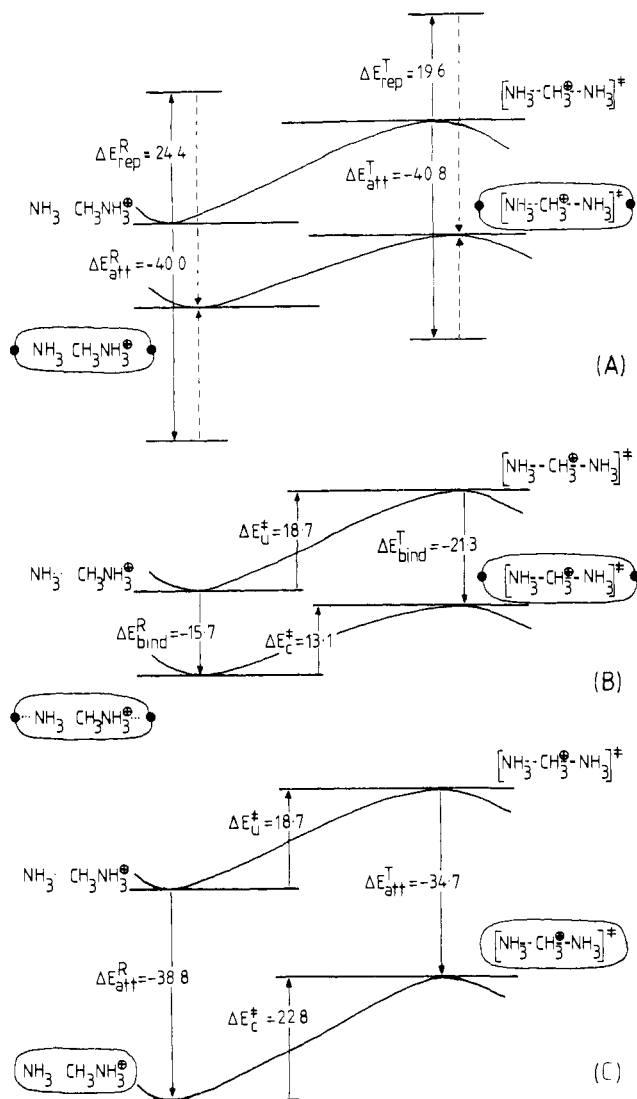 ΔE^T_rep = 19.6
[NH₃--CH₃⊕--NH₃]‡
ΔE^R_rep = 24.4
ΔE^T_att = -40.8
NH₃ CH₃NH₃⊕
[NH₃--CH₃⊕--NH₃]‡
ΔE^R_att = -40.0
NH₃ CH₃NH₃⊕
(A)
[NH₃--CH₃⊕--NH₃]‡
ΔE‡_u = 18.7
ΔE^T_bind = -21.3
NH₃ CH₃NH₃⊕
[NH₃--CH₃⊕--NH₃]‡
ΔE^R_bind = -15.7
ΔE‡_c = 13.1
(B)
NH₃ CH₃NH₃⊕
[NH₃--CH₃⊕--NH₃]‡
ΔE‡_u = 18.7
NH₃ CH₃NH₃⊕
ΔE^T_att = -34.7
[NH₃--CH₃⊕--NH₃]‡
ΔE^R_att = -38.8
ΔE‡_c = 22.8
NH₃ CH₃NH₃⊕
(C)